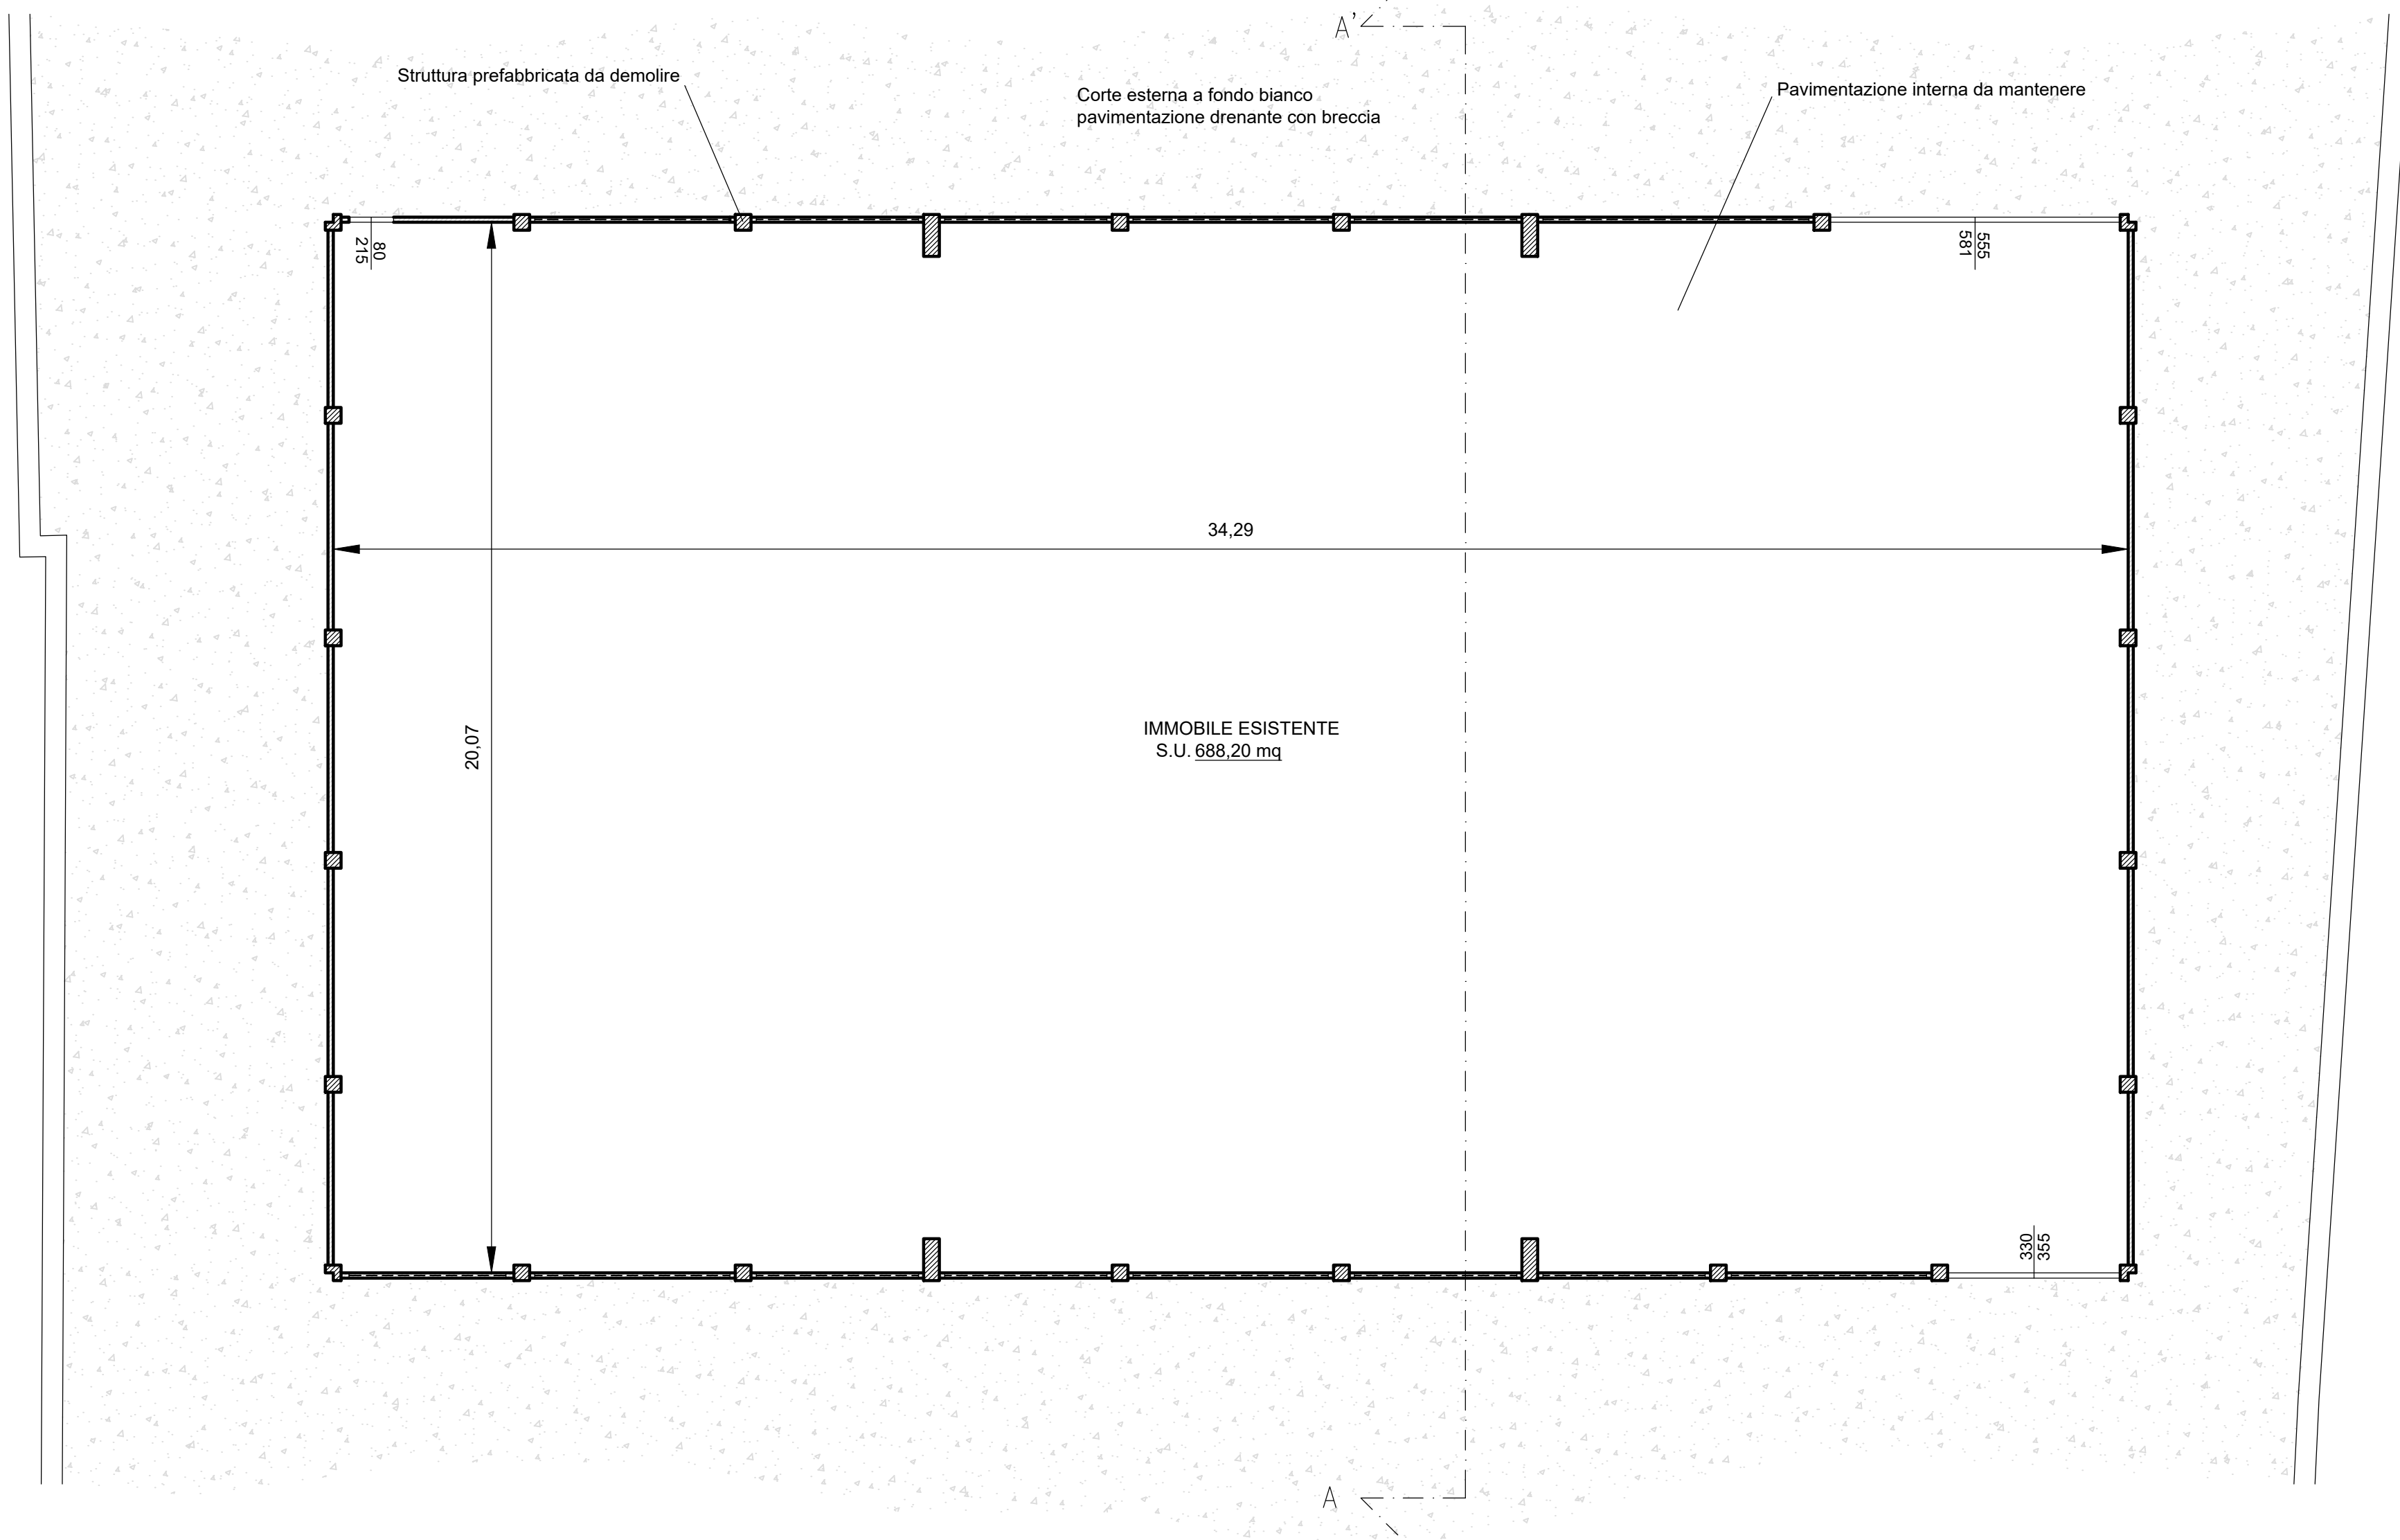 A'
Struttura prefabbricata da demolire
Corte esterna a fondo bianco
pavimentazione drenante con breccia
Pavimentazione interna da mantenere
80
215
555
581
34,29
20,07
IMMOBILE ESISTENTE
S.U. 688,20 mq
330
355
A